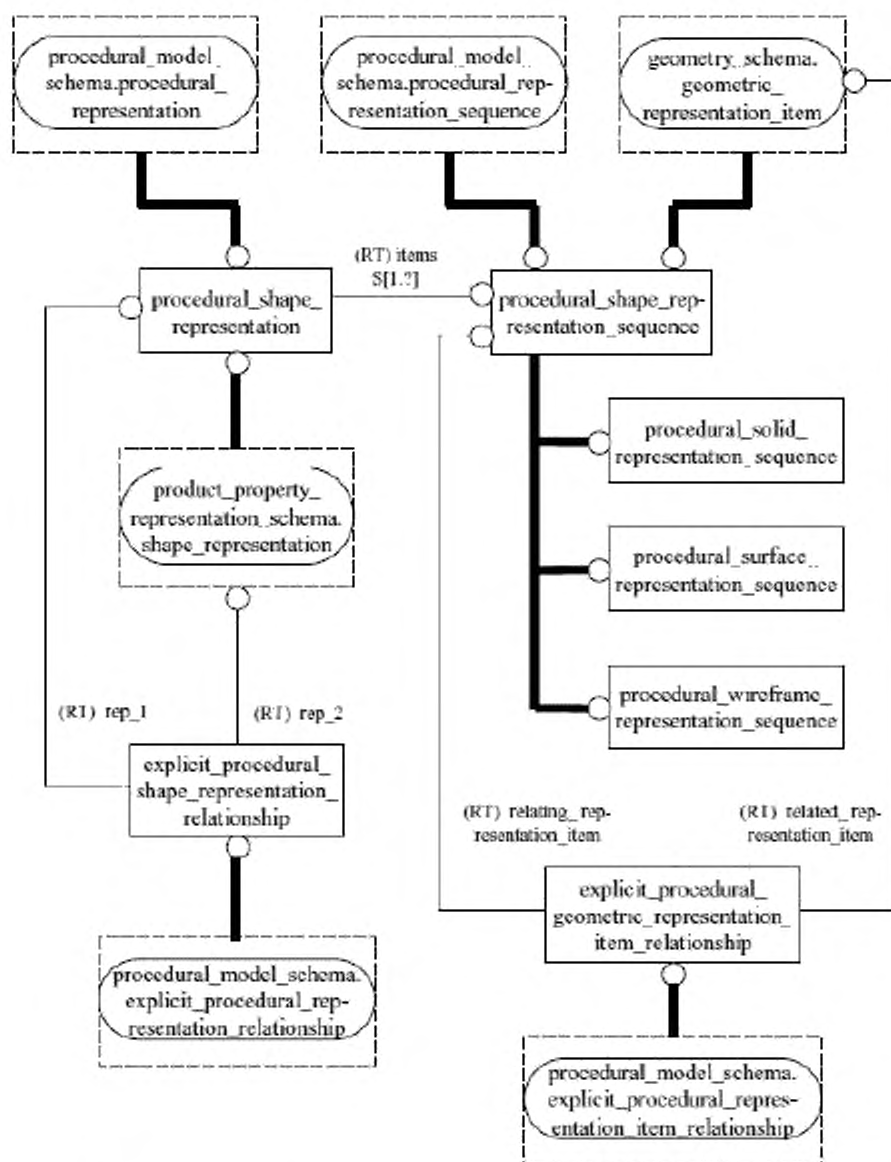 procedural_model_
schema.procedural_
representation
procedural_model_
schema.procedural_rep-
resentation_sequence
geometry_schema.
geometric_
representation_item
(RT) items
S[1.?]
procedural_shape_
representation
procedural_shape_rep-
resentation_sequence
procedural_solid_
representation_sequence
product_property_
representation_schema.
shape_representation
procedural_surface_
representation_sequence
procedural_wireframe_
representation_sequence
(RT) rep_1
(RT) rep_2
explicit_procedural_
shape_representation_
relationship
(RT) relating_rep-
resentation_item
(RT) related_rep-
resentation_item
explicit_procedural_
geometric_representation_
item_relationship
procedural_model_schema.
explicit_procedural_rep-
resentation_relationship
procedural_model_schema.
explicit_procedural_repres-
entation_item_relationship